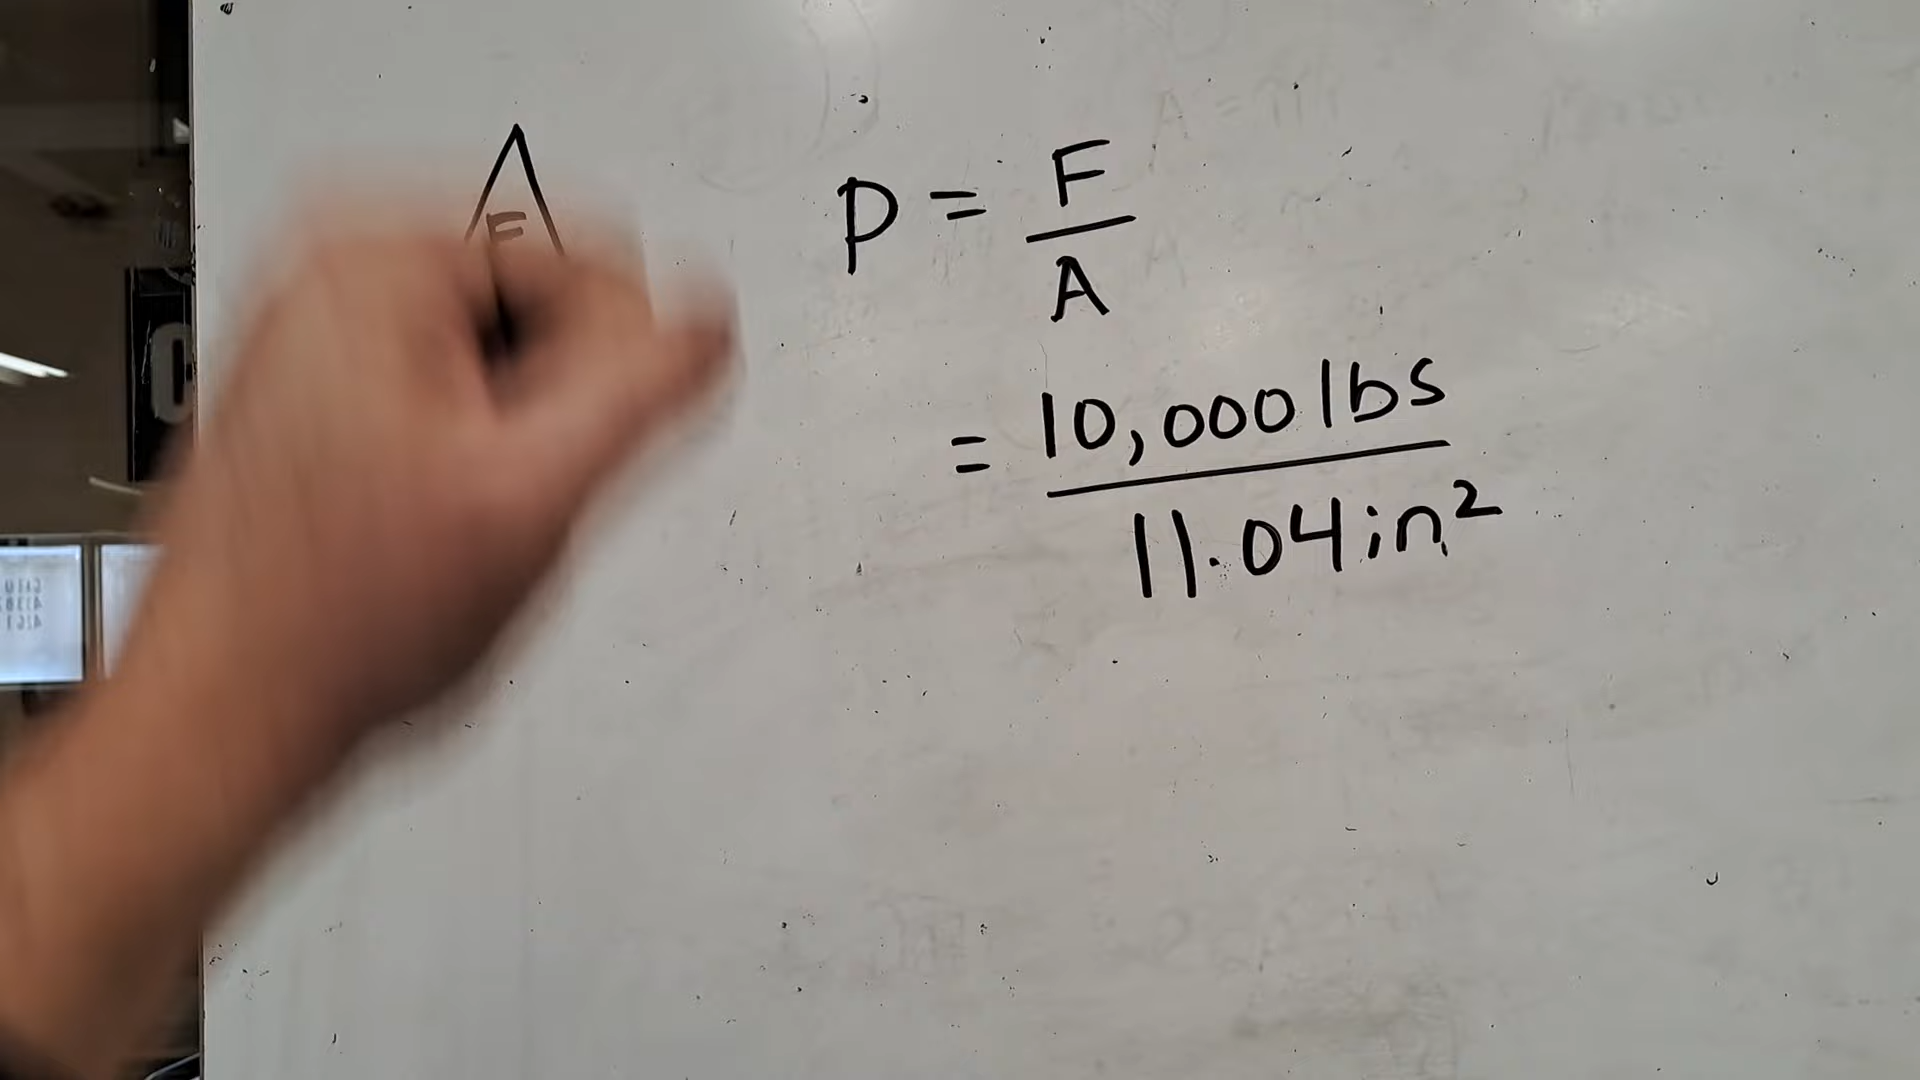 F
P = F
A
= 10,000 lbs
11.04 in²